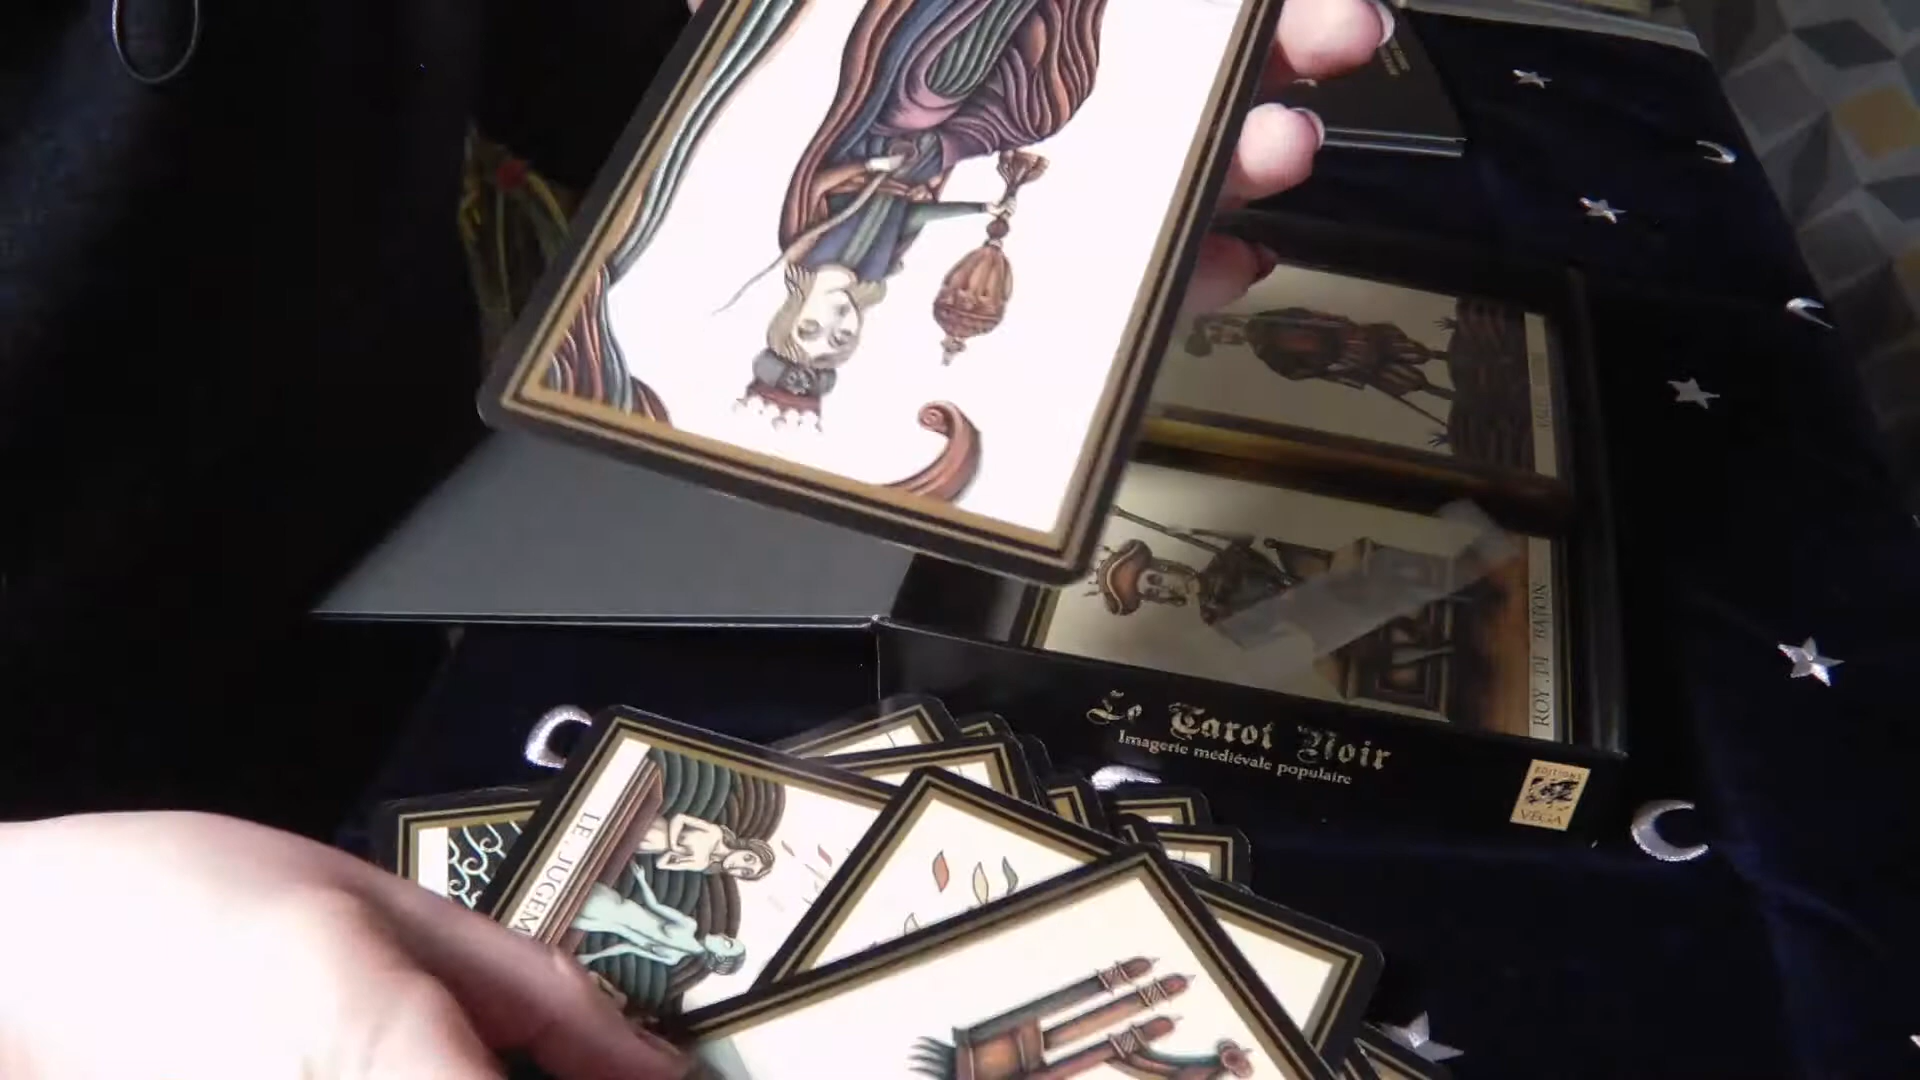 ROY . DE BATON
Le Tarot Noir
Imagerie médiévale populaire
EDITIONS
VEGA
LE . JUGEM